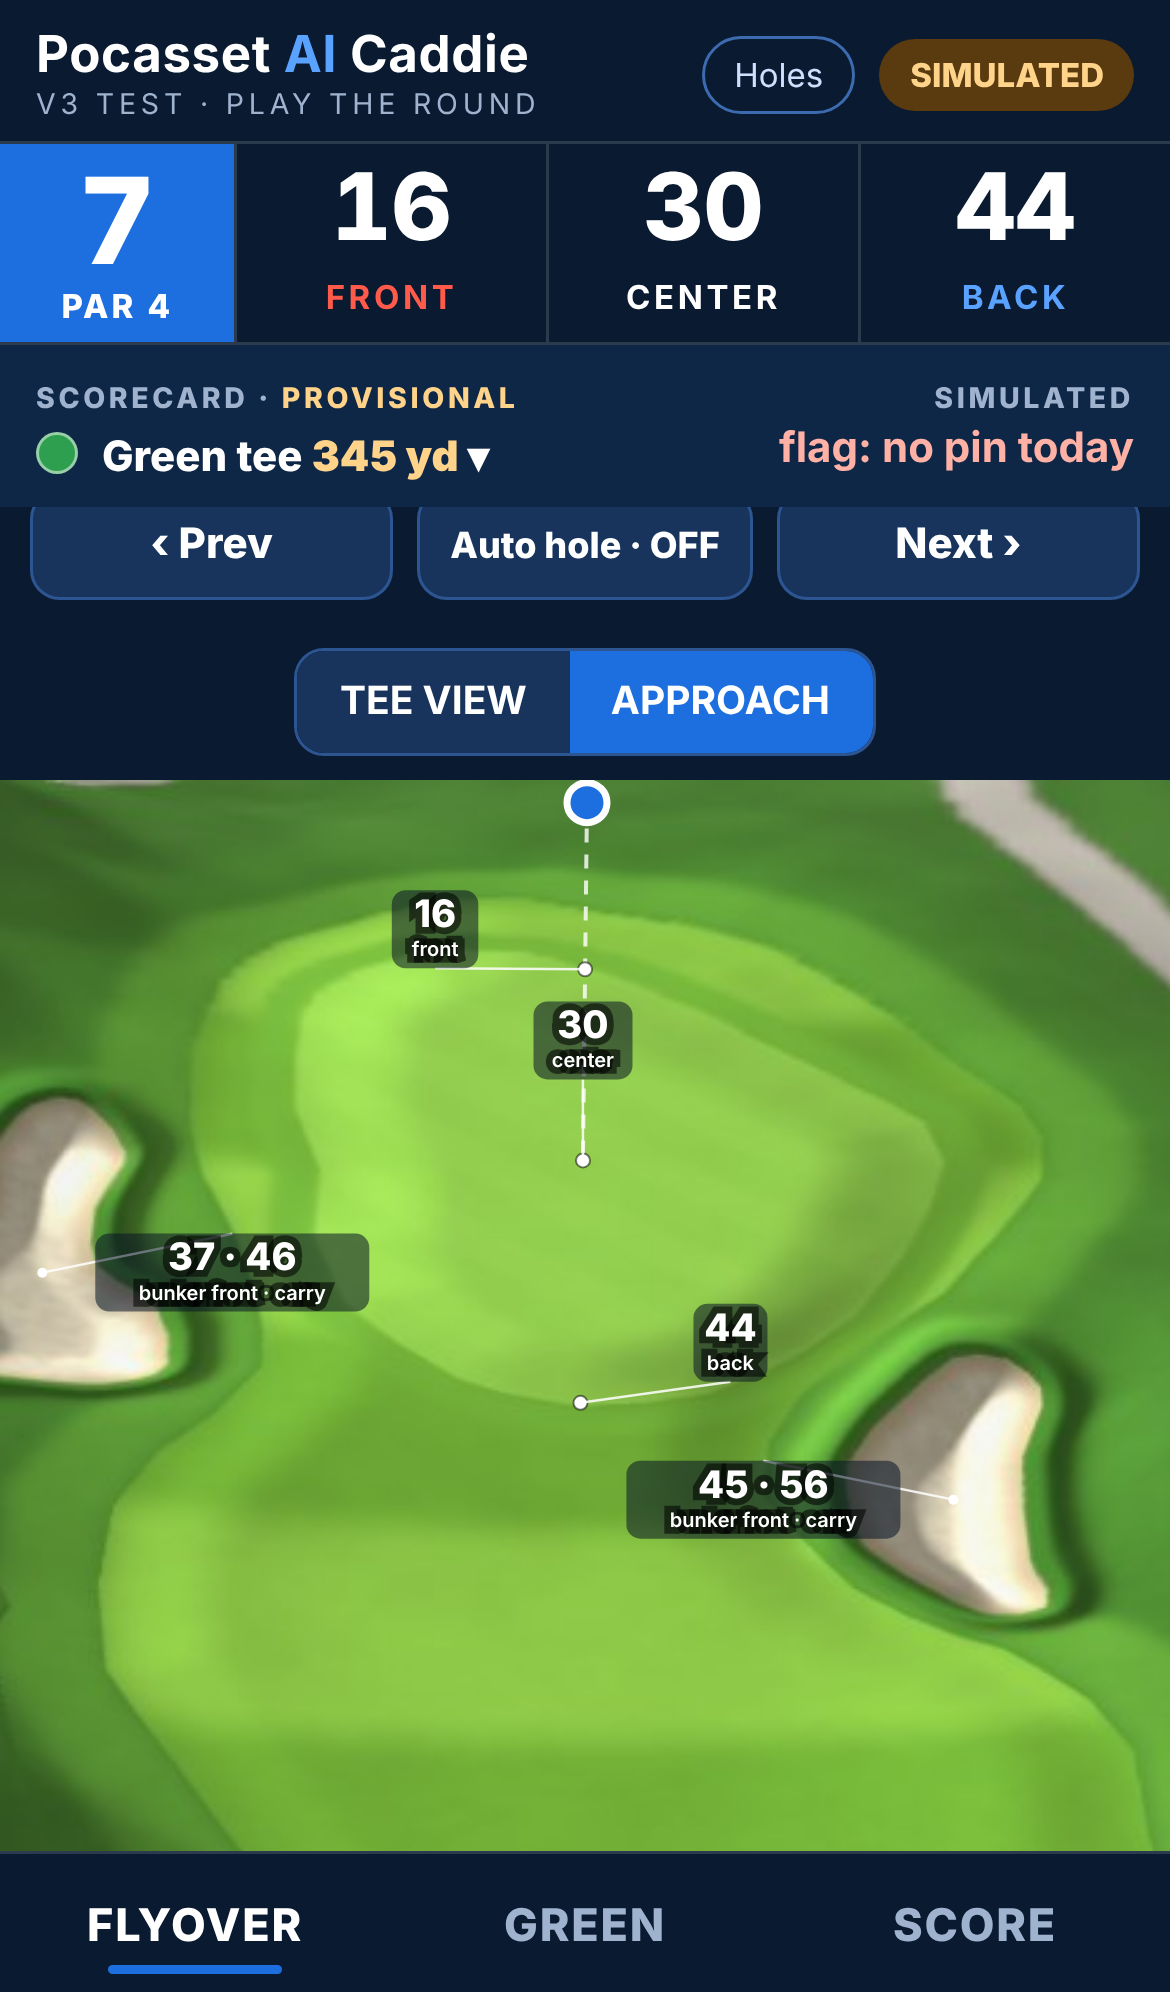 Pocasset AI Caddie
V3 TEST · PLAY THE ROUND
Holes
SIMULATED
7
PAR 4
16
FRONT
30
CENTER
44
BACK
SCORECARD · PROVISIONAL
Green tee 345 yd ▾
SIMULATED
flag: no pin today
‹ Prev
Auto hole · OFF
Next ›
TEE VIEW
APPROACH
16
front
30
center
37 · 46
bunker front · carry
44
back
45 · 56
bunker front · carry
FLYOVER
GREEN
SCORE